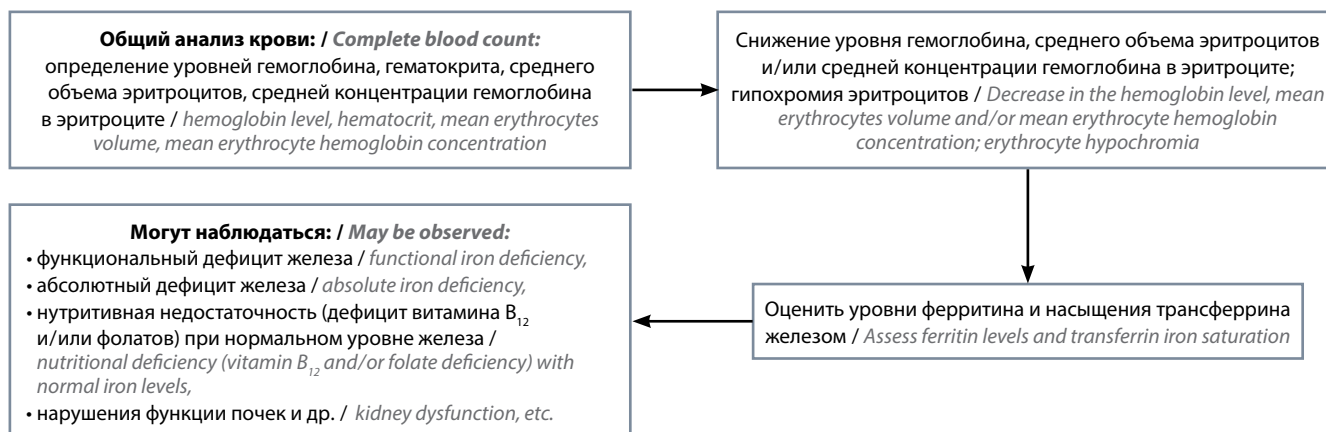 Общий анализ крови: / Complete blood count:
определение уровней гемоглобина, гематокрита, среднего
объема эритроцитов, средней концентрации гемоглобина
в эритроците / hemoglobin level, hematocrit, mean erythrocytes
volume, mean erythrocyte hemoglobin concentration
Снижение уровня гемоглобина, среднего объема эритроцитов
и/или средней концентрации гемоглобина в эритроците;
гипохромия эритроцитов / Decrease in the hemoglobin level, mean
erythrocytes volume and/or mean erythrocyte hemoglobin
concentration; erythrocyte hypochromia
Оценить уровни ферритина и насыщения трансферрина
железом / Assess ferritin levels and transferrin iron saturation
Могут наблюдаться: / May be observed:
• функциональный дефицит железа / functional iron deficiency,
• абсолютный дефицит железа / absolute iron deficiency,
• нутритивная недостаточность (дефицит витамина B12
и/или фолатов) при нормальном уровне железа /
nutritional deficiency (vitamin B12 and/or folate deficiency) with
normal iron levels,
• нарушения функции почек и др. / kidney dysfunction, etc.